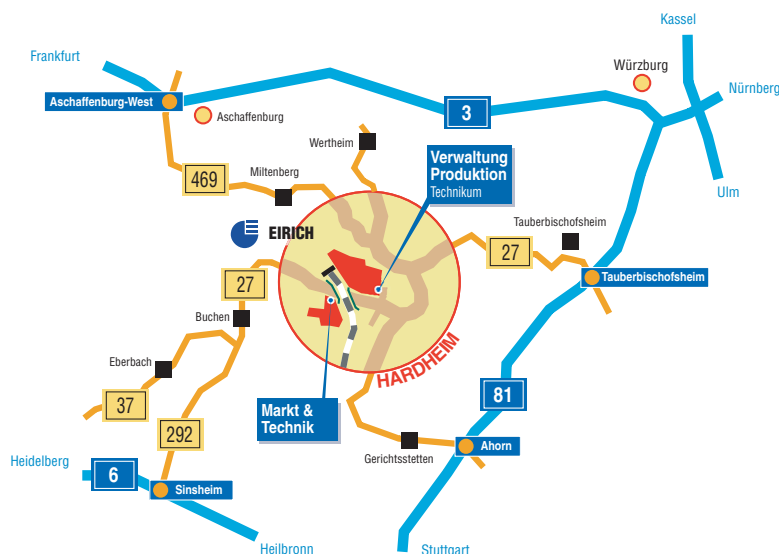 Kassel
Frankfurt
Würzburg
Nürnberg
Aschaffenburg-West
Aschaffenburg
3
Wertheim
Verwaltung
Produktion
Technikum
469
Miltenberg
Ulm
Tauberbischofsheim
EIRICH
27
27
Tauberbischofsheim
Buchen
Eberbach
HARDHEIM
37
81
Markt &
Technik
292
Ahorn
Gerichtsstetten
Heidelberg
6
Sinsheim
Heilbronn
Stuttgart